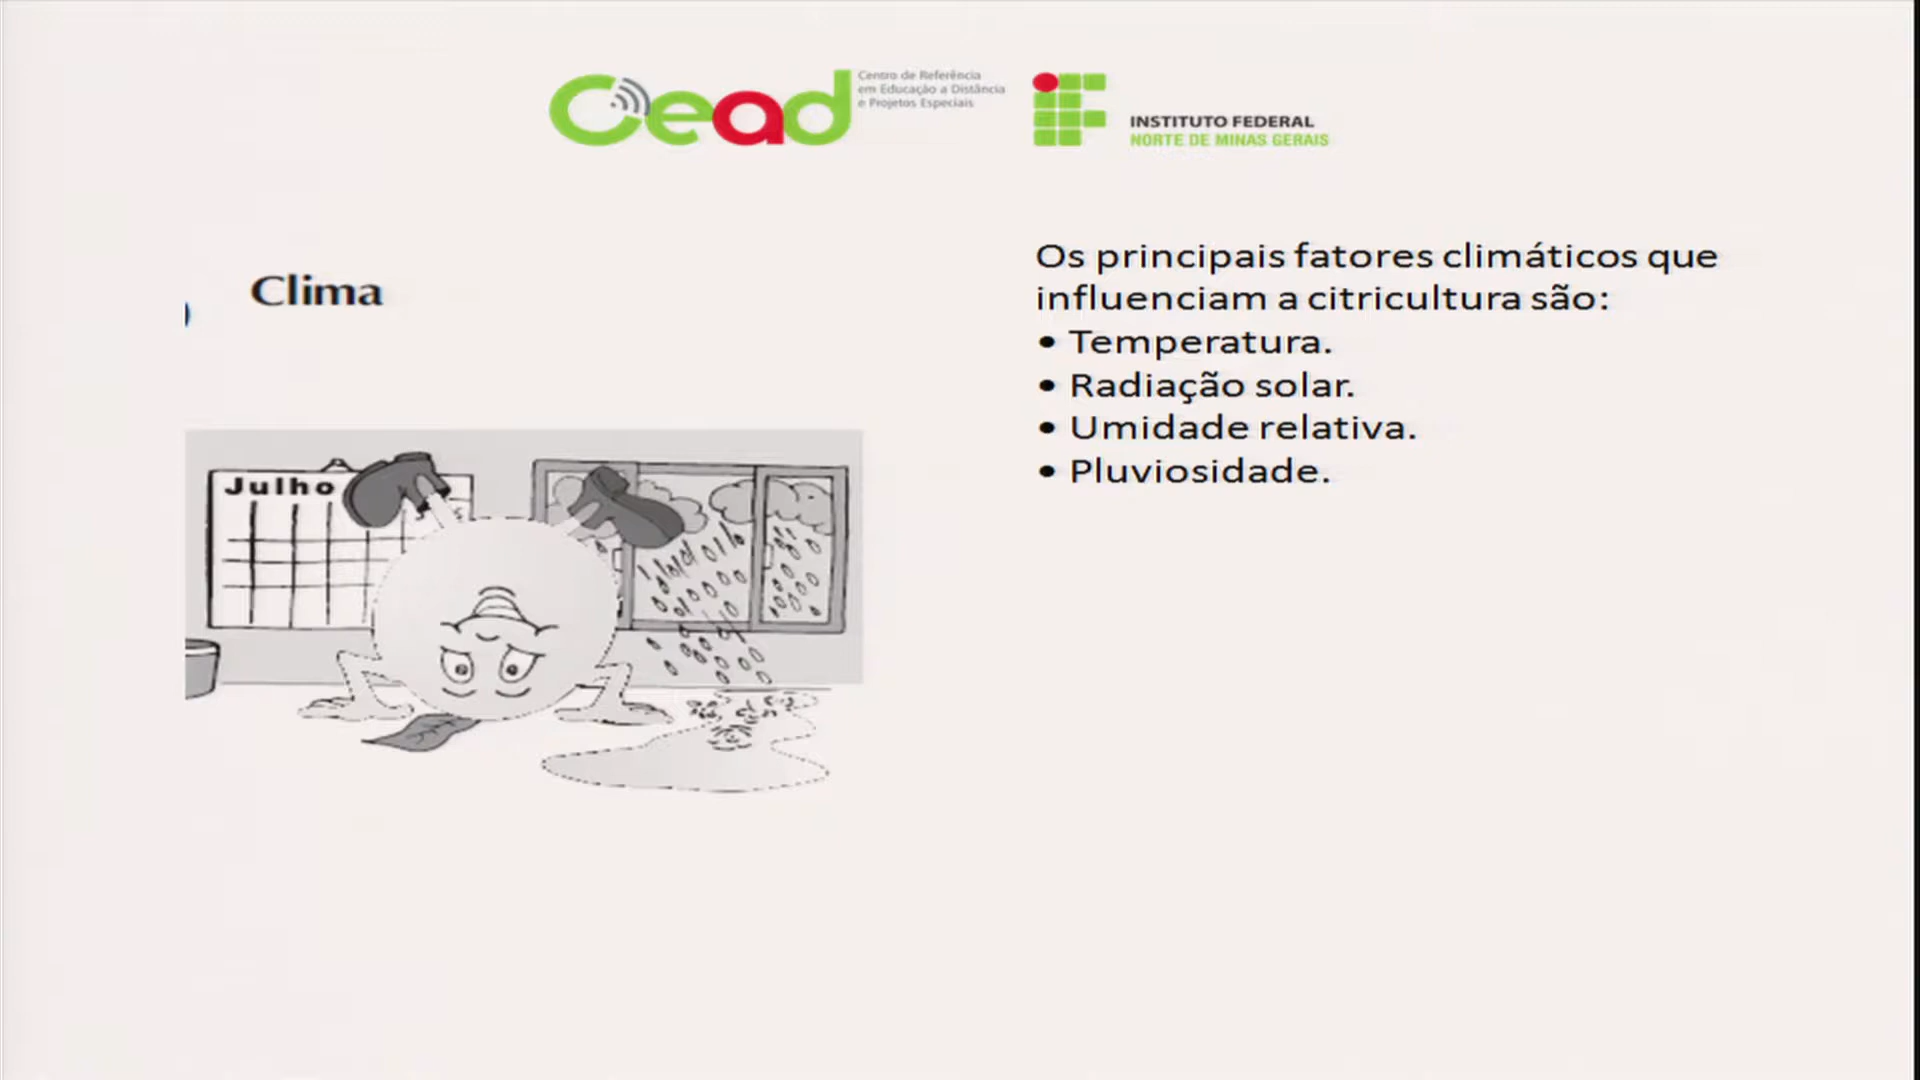 Cead
Centro de Referência
em Educação a Distância
e Projetos Especiais
INSTITUTO FEDERAL
NORTE DE MINAS GERAIS
Clima
Julho
Os principais fatores climáticos que
influenciam a citricultura são:
• Temperatura.
• Radiação solar.
• Umidade relativa.
• Pluviosidade.